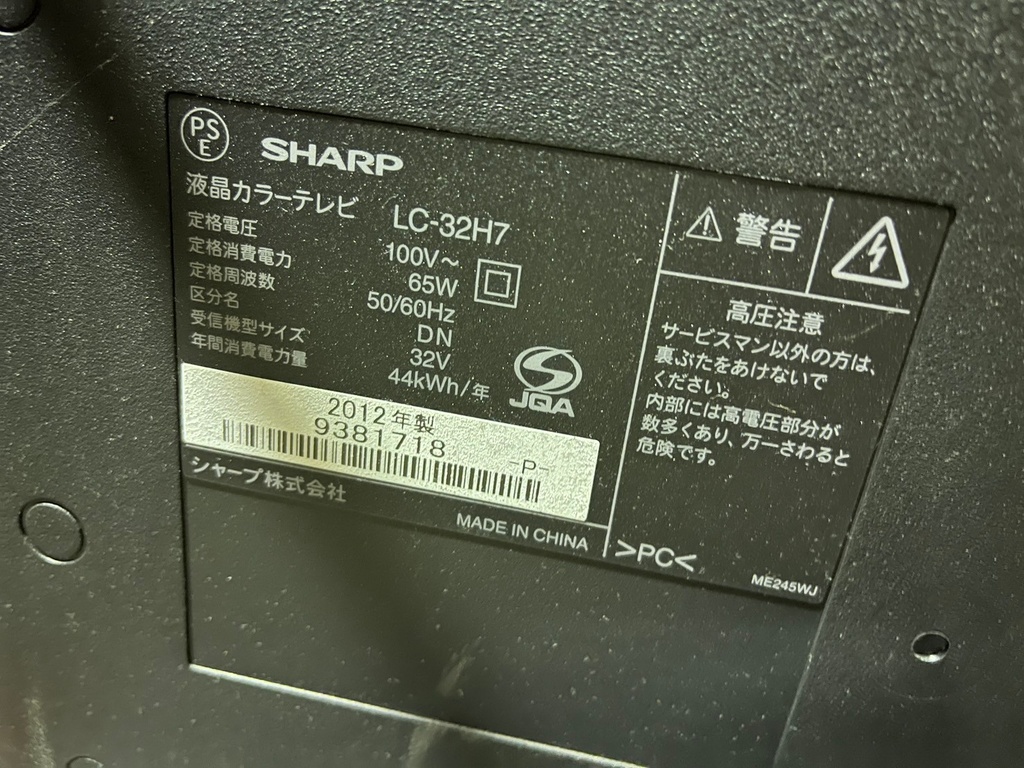 PS
E
SHARP
液晶カラーテレビ LC-32H7
定格電圧 100V~
定格消費電力 65W
定格周波数 50/60Hz
区分名 DN
受信機型サイズ 32V
年間消費電力量 44kWh/年
JQA
2012年製
9381718
-P-
シャープ株式会社
MADE IN CHINA
警告
高圧注意
サービスマン以外の方は、
裏ぶたをあけないで
ください。
内部には高電圧部分が
数多くあり、万一さわると
危険です。
>PC<
ME245WJ